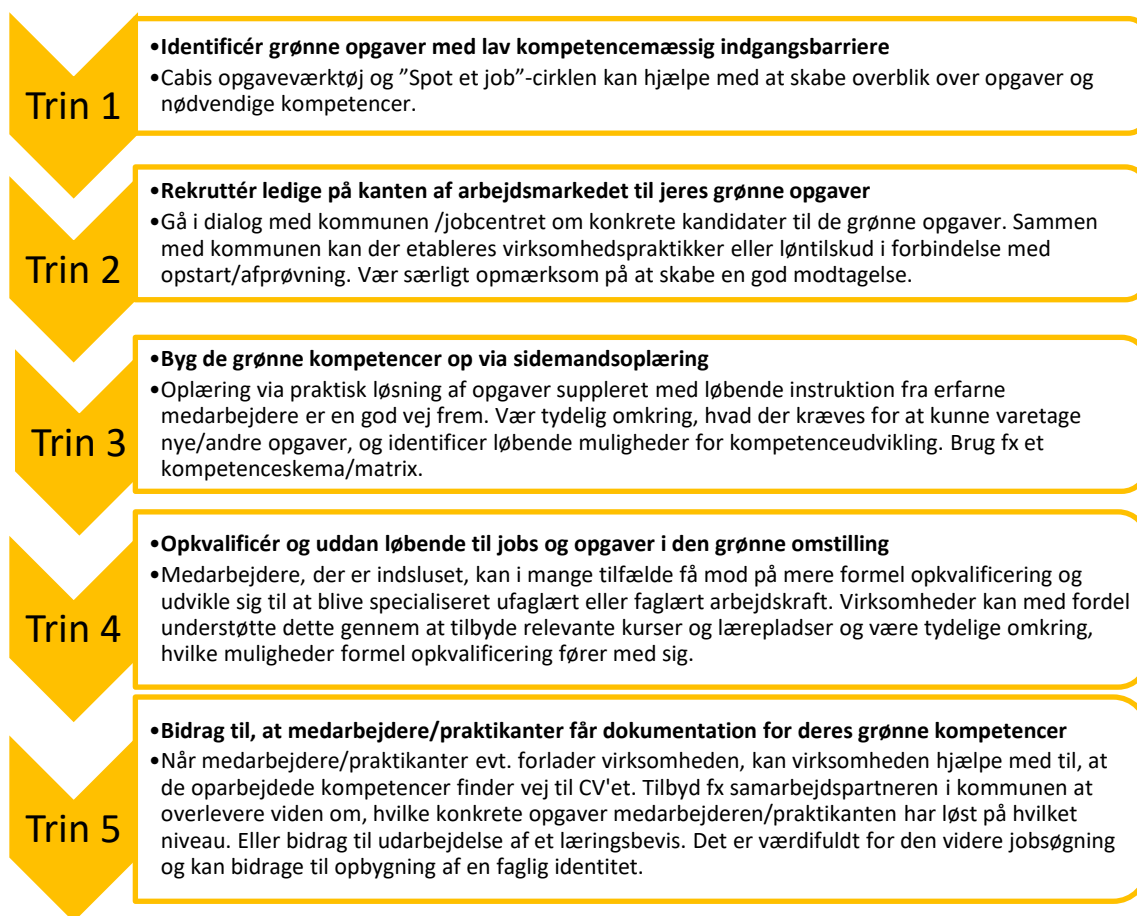 Trin 1
•Identificér grønne opgaver med lav kompetencemæssig indgangsbarriere
•Cabis opgaveværktøj og ”Spot et job”-cirklen kan hjælpe med at skabe overblik over opgaver og
nødvendige kompetencer.
Trin 2
•Rekruttér ledige på kanten af arbejdsmarkedet til jeres grønne opgaver
•Gå i dialog med kommunen /jobcentret om konkrete kandidater til de grønne opgaver. Sammen
med kommunen kan der etableres virksomhedspraktikker eller løntilskud i forbindelse med
opstart/afprøvning. Vær særligt opmærksom på at skabe en god modtagelse.
Trin 3
•Byg de grønne kompetencer op via sidemandsoplæring
•Oplæring via praktisk løsning af opgaver suppleret med løbende instruktion fra erfarne
medarbejdere er en god vej frem. Vær tydelig omkring, hvad der kræves for at kunne varetage
nye/andre opgaver, og identificer løbende muligheder for kompetenceudvikling. Brug fx et
kompetenceskema/matrix.
Trin 4
•Opkvalificér og uddan løbende til jobs og opgaver i den grønne omstilling
•Medarbejdere, der er indsluset, kan i mange tilfælde få mod på mere formel opkvalificering og
udvikle sig til at blive specialiseret ufaglært eller faglært arbejdskraft. Virksomheder kan med fordel
understøtte dette gennem at tilbyde relevante kurser og lærepladser og være tydelige omkring,
hvilke muligheder formel opkvalificering fører med sig.
Trin 5
•Bidrag til, at medarbejdere/praktikanter får dokumentation for deres grønne kompetencer
•Når medarbejdere/praktikanter evt. forlader virksomheden, kan virksomheden hjælpe med til, at
de oparbejdede kompetencer finder vej til CV'et. Tilbyd fx samarbejdspartneren i kommunen at
overlevere viden om, hvilke konkrete opgaver medarbejderen/praktikanten har løst på hvilket
niveau. Eller bidrag til udarbejdelse af et læringsbevis. Det er værdifuldt for den videre jobsøgning
og kan bidrage til opbygning af en faglig identitet.